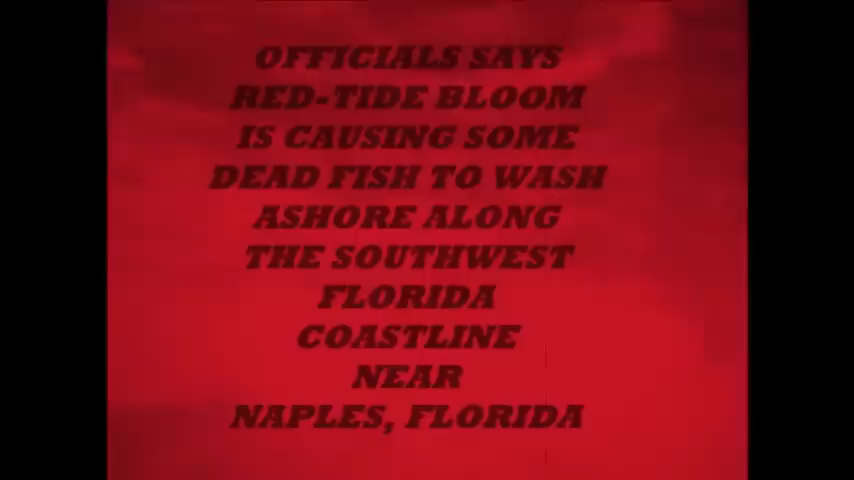 OFFICIALS SAYS
RED-TIDE BLOOM
IS CAUSING SOME
DEAD FISH TO WASH
ASHORE ALONG
THE SOUTHWEST
FLORIDA
COASTLINE
NEAR
NAPLES, FLORIDA